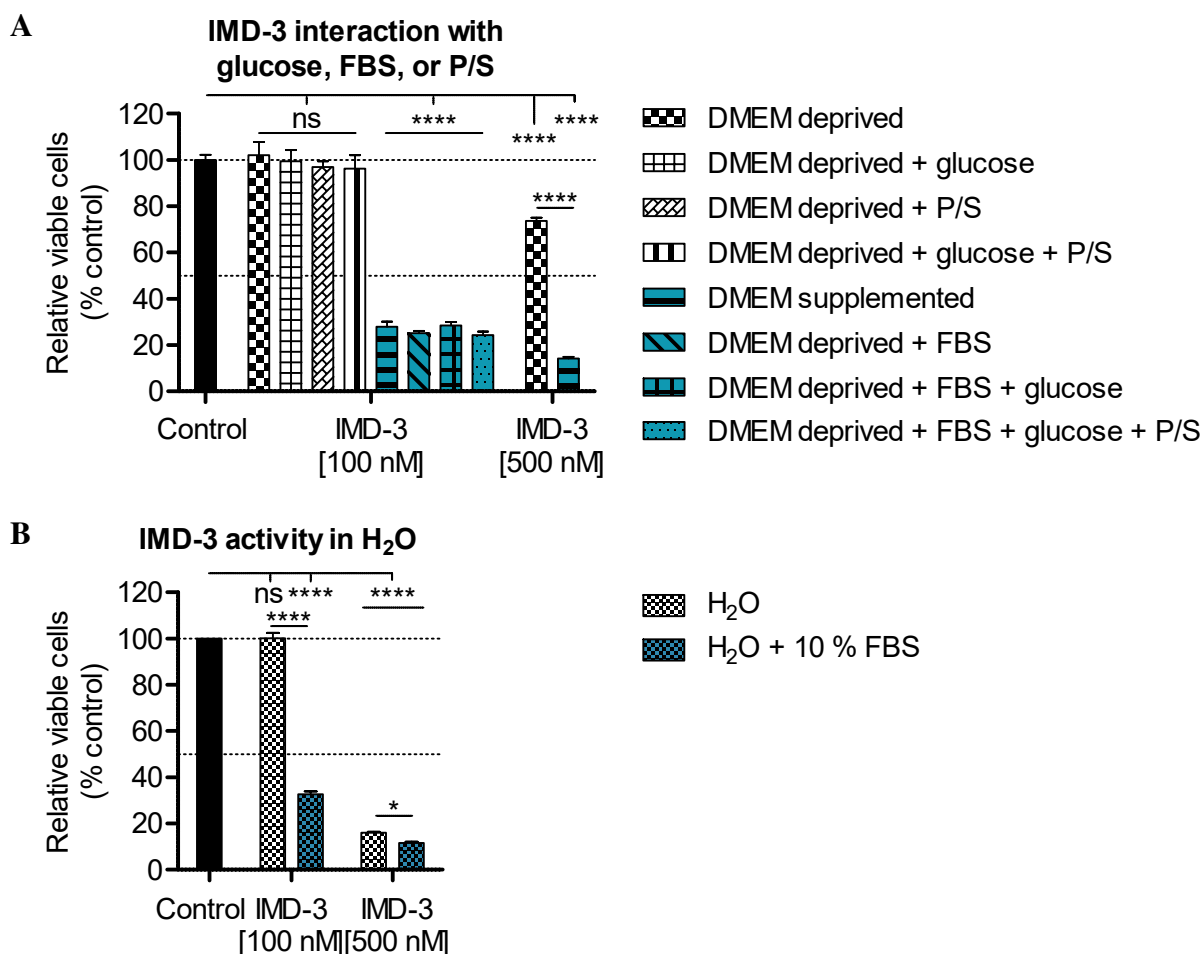 A
IMD-3 interaction with
glucose, FBS, or P/S
Relative viable cells
(% control)
120
100
80
60
40
20
0
ns
****
****
****
****
Control
IMD-3
[100 nM]
IMD-3
[500 nM]
DMEM deprived
DMEM deprived + glucose
DMEM deprived + P/S
DMEM deprived + glucose + P/S
DMEM supplemented
DMEM deprived + FBS
DMEM deprived + FBS + glucose
DMEM deprived + FBS + glucose + P/S
B
IMD-3 activity in H₂O
Relative viable cells
(% control)
120
100
80
60
40
20
0
ns ****
****
****
*
Control
IMD-3
[100 nM]
IMD-3
[500 nM]
H₂O
H₂O + 10 % FBS